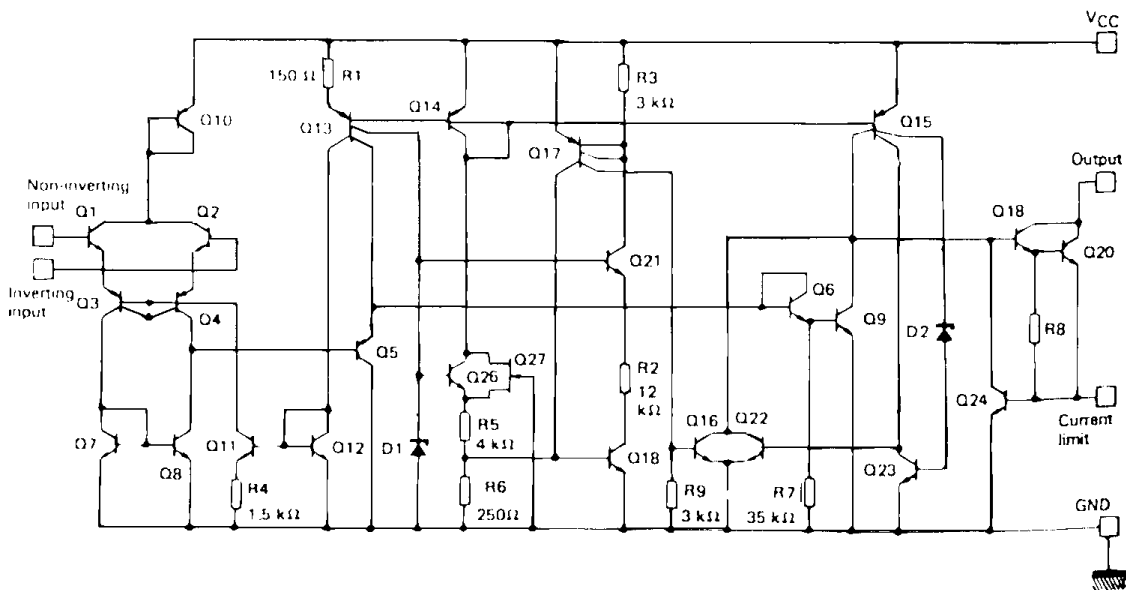 VCC
150 Ω
R1
R3
3 kΩ
Q10
Q14
Q13
Q15
Q17
Output
Non-inverting
input
Q1
Q2
Q18
Q20
Q21
Q6
Inverting
input
Q3
Q4
Q9
D2
R8
Q5
Q27
Q26
R2
12
kΩ
Q24
Q16
Q22
R5
4 kΩ
Q7
Q8
Q11
Q12
D1
Q18
Q23
Current
limit
R4
1.5 kΩ
R6
250Ω
R9
3 kΩ
R7
35 kΩ
GND